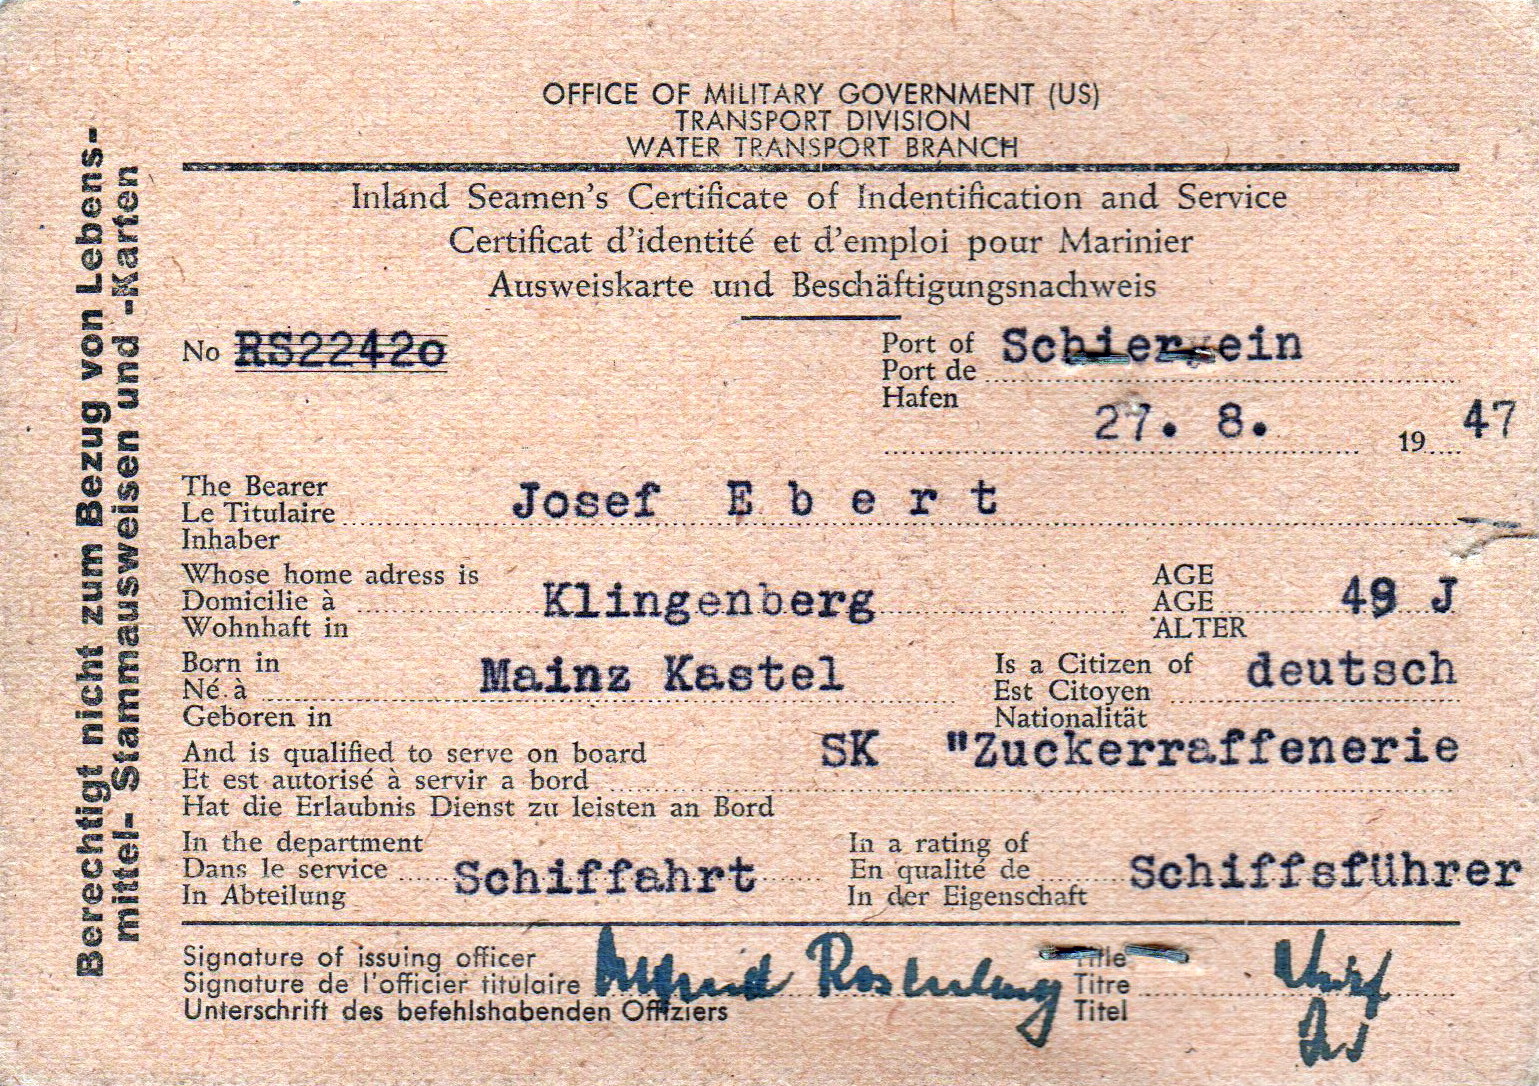 OFFICE OF MILITARY GOVERNMENT (US)
TRANSPORT DIVISION
WATER TRANSPORT BRANCH
Inland Seamen's Certificate of Indentification and Service
Certificat d'identité et d'emploi pour Marinier
Ausweiskarte und Beschäftigungsnachweis
No RS22420
Port of
Port de
Hafen
Schierstein
27. 8. 1947
The Bearer
Le Titulaire
Inhaber
Josef Ebert
Whose home adress is
Domicilie à
Wohnhaft in
Klingenberg
AGE
AGE
ALTER
49 J
Born in
Né à
Geboren in
Mainz Kastel
Is a Citizen of
Est Citoyen
Nationalität
deutsch
And is qualified to serve on board
Et est autorisé à servir a bord
Hat die Erlaubnis Dienst zu leisten an Bord
SK "Zuckerraffenerie
In the department
Dans le service
In Abteilung
Schiffahrt
In a rating of
En qualité de
In der Eigenschaft
Schiffsführer
Signature of issuing officer
Signature de l'officier titulaire
Unterschrift des befehlshabenden Offiziers
Title
Titre
Titel
Berechtigt nicht zum Bezug von Lebens-
mittel- Stammausweisen und -Karten